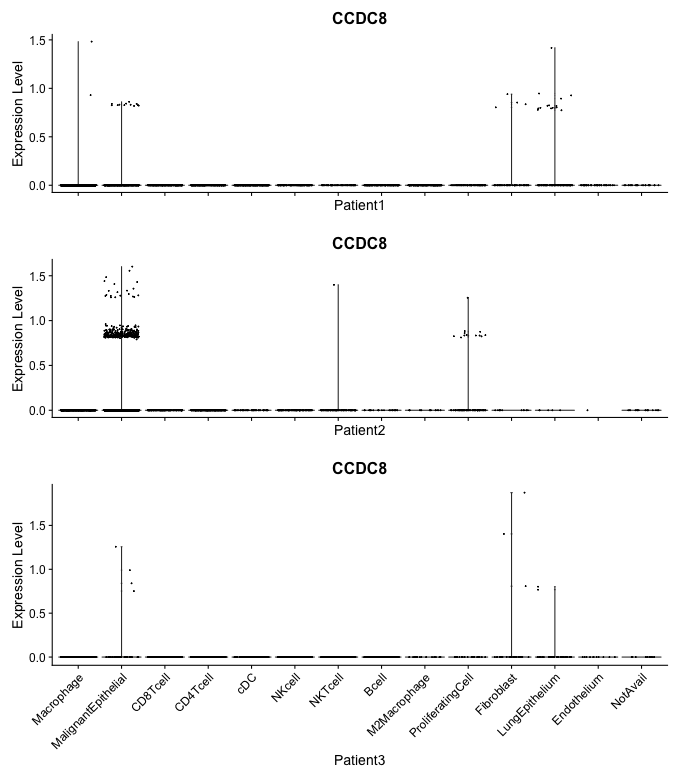 CCDC8
Expression Level
1.5
1.0
0.5
0.0
Patient1
CCDC8
Expression Level
1.5
1.0
0.5
0.0
Patient2
CCDC8
Expression Level
1.5
1.0
0.5
0.0
Macrophage
MalignantEpithelial
CD8Tcell
CD4Tcell
cDC
NKcell
NKTcell
Bcell
M2Macrophage
ProliferatingCell
Fibroblast
LungEpithelium
Endothelium
NotAvail
Patient3